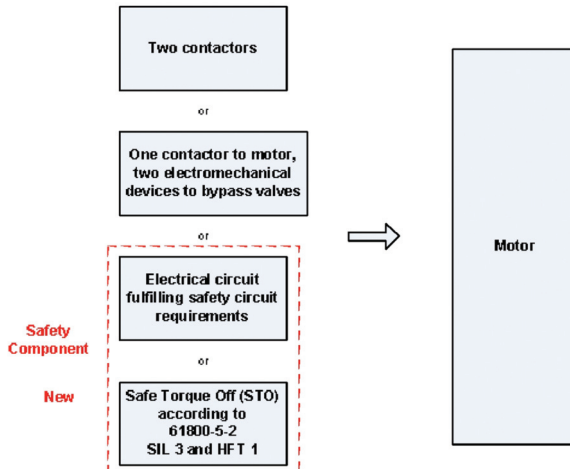 Two contactors
or
One contactor to motor,
two electromechanical
devices to bypass valves
or
Electrical circuit
fulfilling safety circuit
requirements
Safety
Component
or
New
Safe Torque Off (STO)
according to
61800-5-2
SIL 3 and HFT 1
Motor